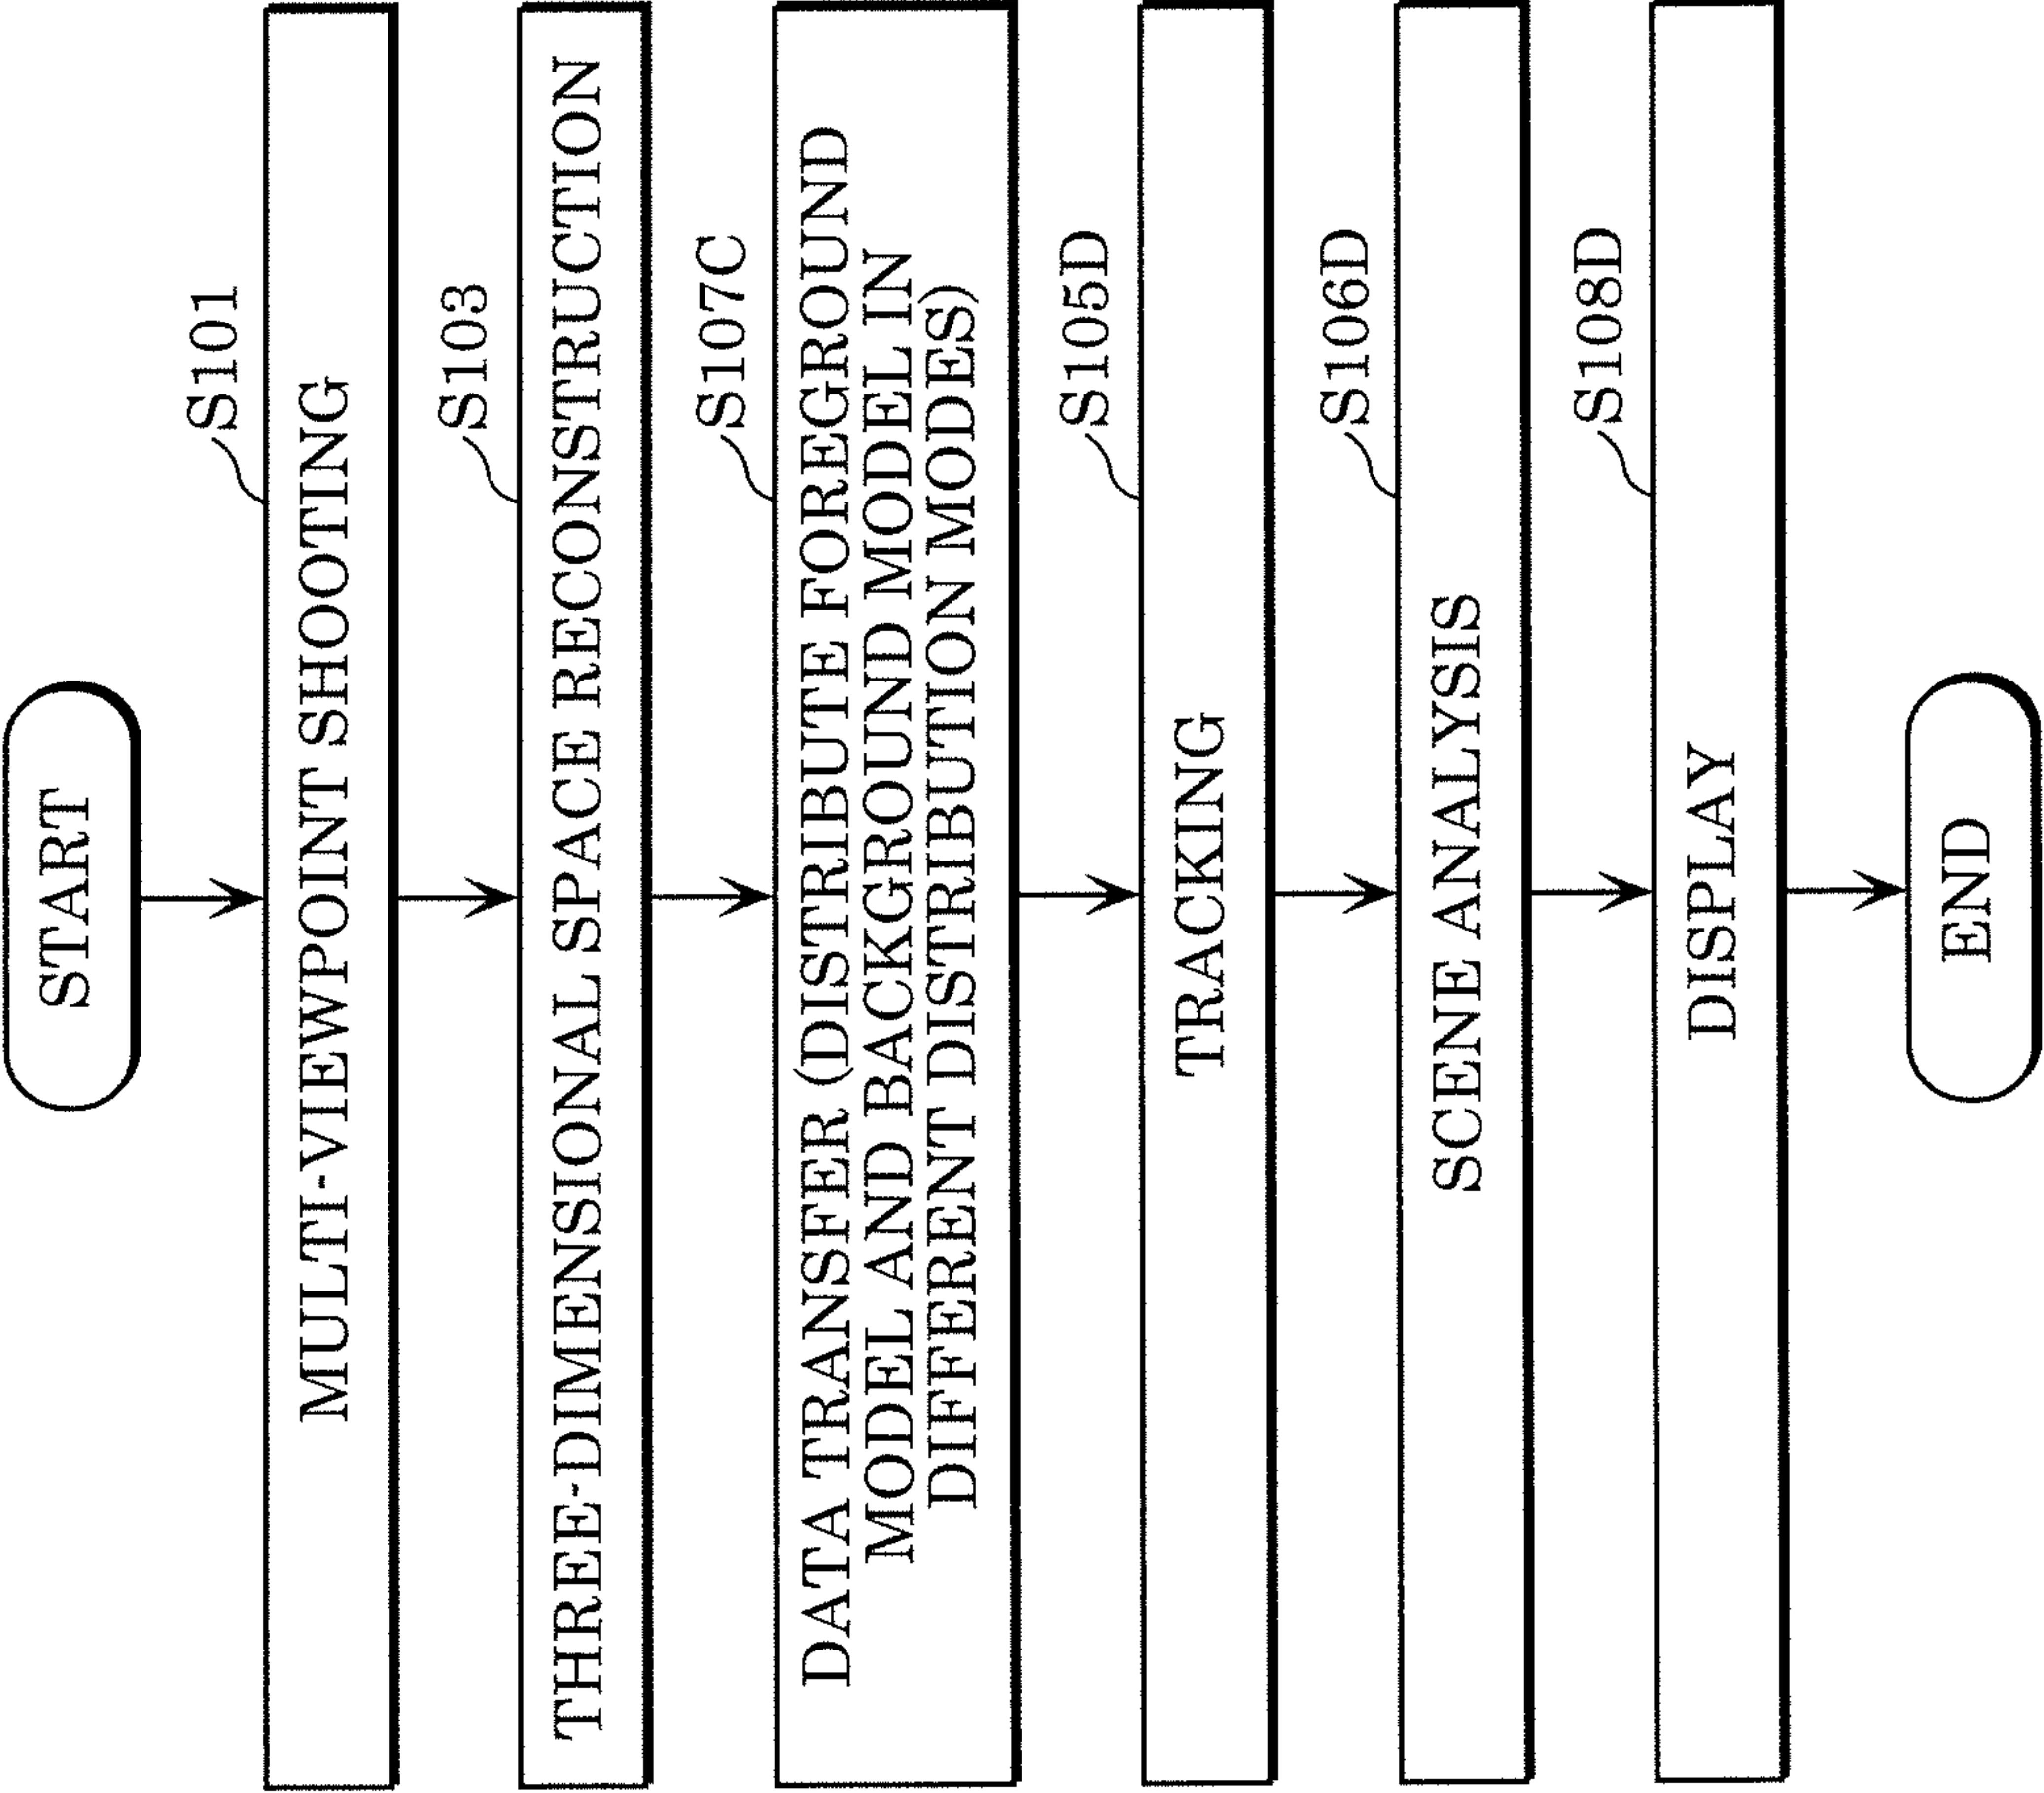 START
S101
MULTI-VIEWPOINT SHOOTING
S103
THREE-DIMENSIONAL SPACE RECONSTRUCTION
S107C
DATA TRANSFER (DISTRIBUTE FOREGROUND
MODEL AND BACKGROUND MODEL IN
DIFFERENT DISTRIBUTION MODES)
S105D
TRACKING
S106D
SCENE ANALYSIS
S108D
DISPLAY
END